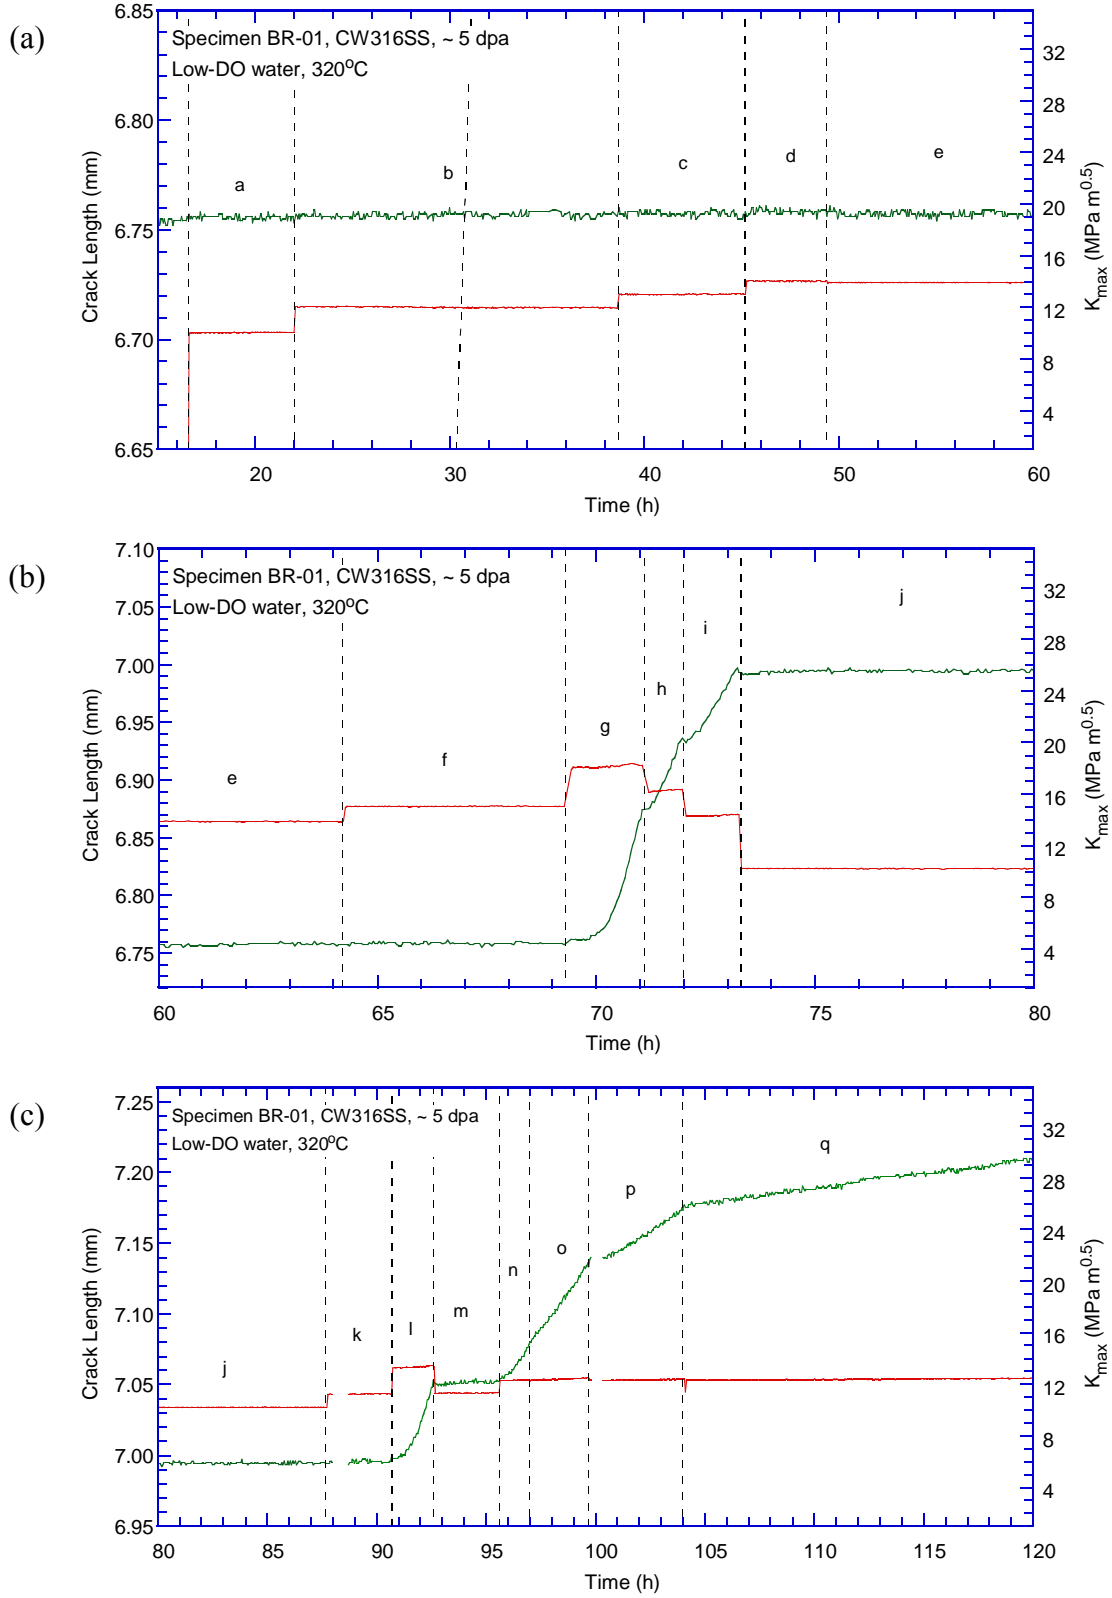 (a)
Specimen BR-01, CW316SS, ~ 5 dpa
Low-DO water, 320°C
6.85
6.80
6.75
6.70
6.65
Crack Length (mm)
a
b
c
d
e
32
28
24
20
16
12
8
4
K_max (MPa m^0.5)
20
30
40
50
60
Time (h)
(b)
Specimen BR-01, CW316SS, ~ 5 dpa
Low-DO water, 320°C
7.10
7.05
7.00
6.95
6.90
6.85
6.80
6.75
Crack Length (mm)
e
f
g
h
i
j
32
28
24
20
16
12
8
4
K_max (MPa m^0.5)
60
65
70
75
80
Time (h)
(c)
Specimen BR-01, CW316SS, ~ 5 dpa
Low-DO water, 320°C
7.25
7.20
7.15
7.10
7.05
7.00
6.95
Crack Length (mm)
j
k
l
m
n
o
p
q
32
28
24
20
16
12
8
4
K_max (MPa m^0.5)
80
85
90
95
100
105
110
115
120
Time (h)